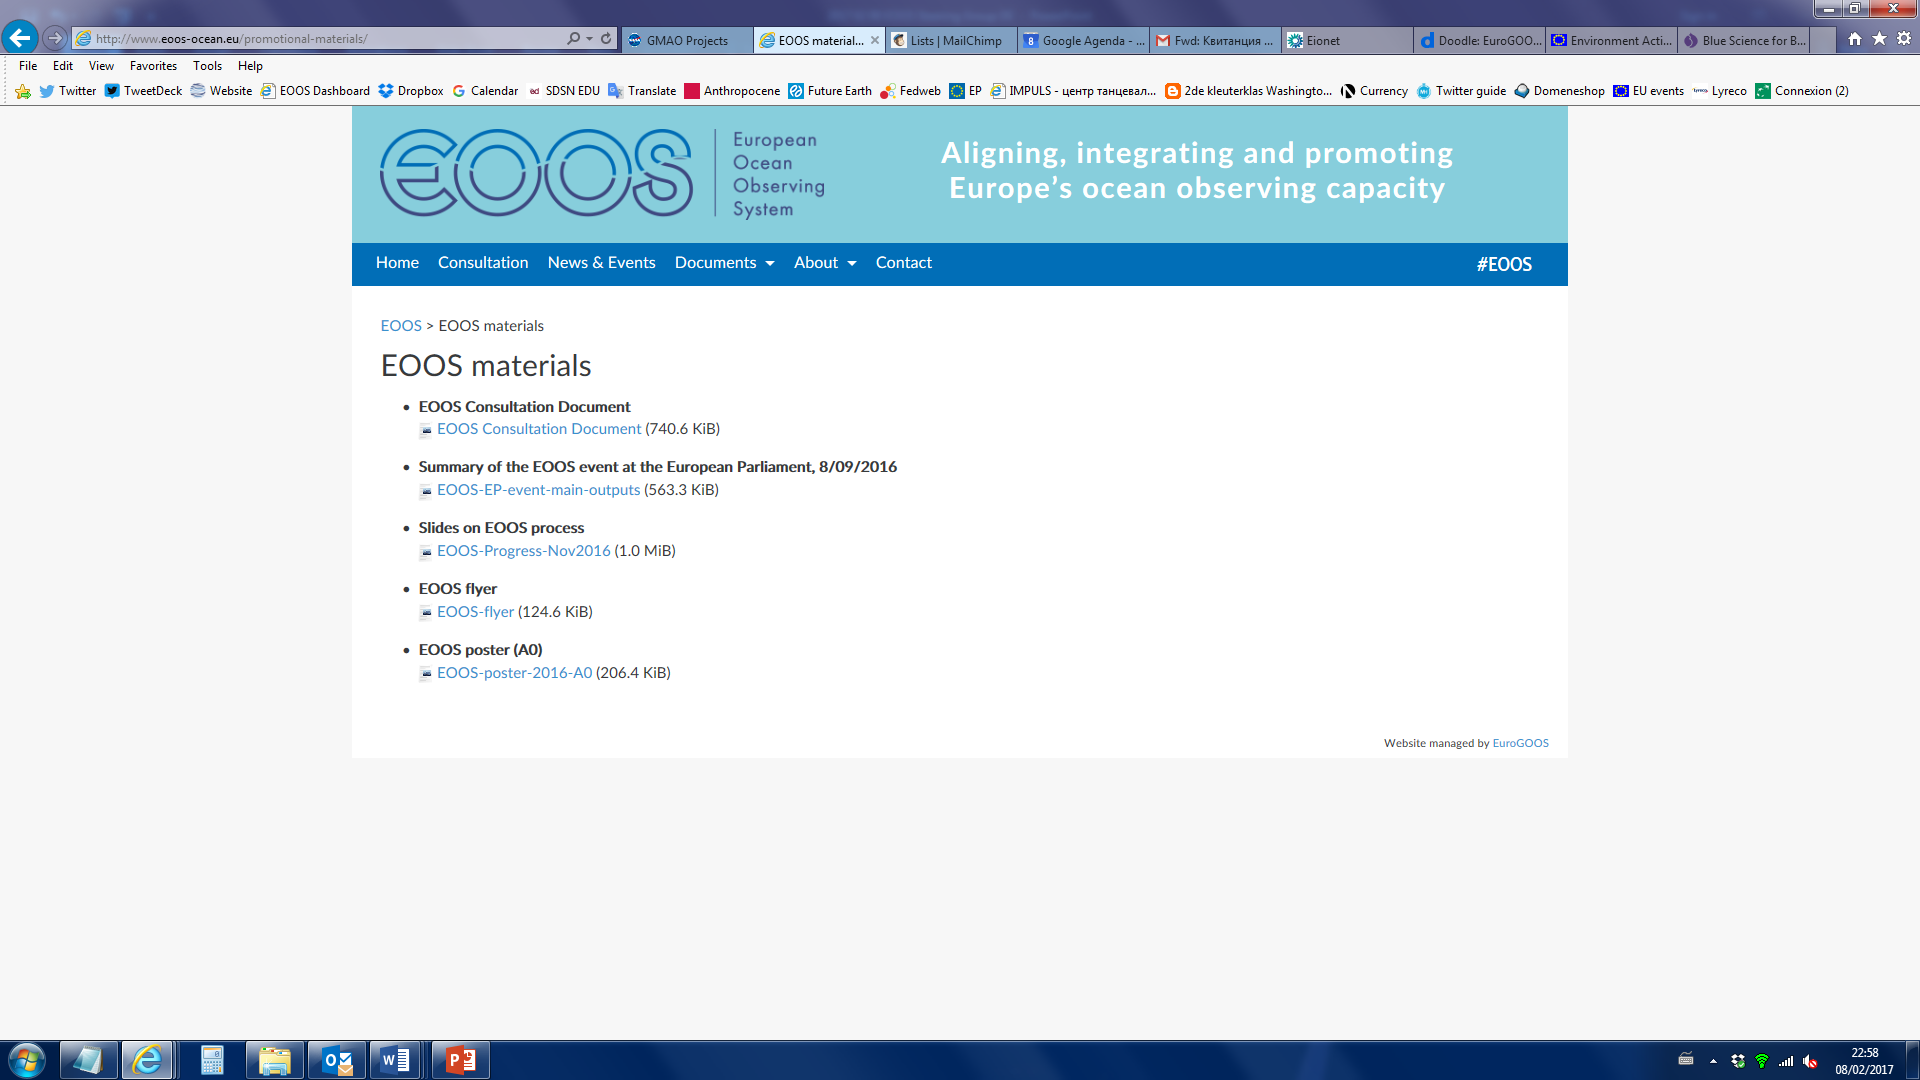 http://www.eoos-ocean.eu/promotional-materials/
GMAO Projects
EOOS material...
Lists | MailChimp
Google Agenda - ...
Fwd: Квитанция ...
Eionet
Doodle: EuroGOO...
Environment Acti...
Blue Science for B...
File Edit View Favorites Tools Help
Twitter TweetDeck Website EOOS Dashboard Dropbox Calendar SDSN EDU Translate Anthropocene Future Earth Fedweb EP IMPULS - центр танцевал... 2de kleuterklas Washingto... Currency Twitter guide Domeneshop EU events Lyreco Connexion (2)
EOOS
European
Ocean
Observing
System
Aligning, integrating and promoting
Europe's ocean observing capacity
Home Consultation News & Events Documents About Contact #EOOS
EOOS > EOOS materials
EOOS materials
• EOOS Consultation Document
EOOS Consultation Document (740.6 KiB)
• Summary of the EOOS event at the European Parliament, 8/09/2016
EOOS-EP-event-main-outputs (563.3 KiB)
• Slides on EOOS process
EOOS-Progress-Nov2016 (1.0 MiB)
• EOOS flyer
EOOS-flyer (124.6 KiB)
• EOOS poster (A0)
EOOS-poster-2016-A0 (206.4 KiB)
Website managed by EuroGOOS
22:58
08/02/2017